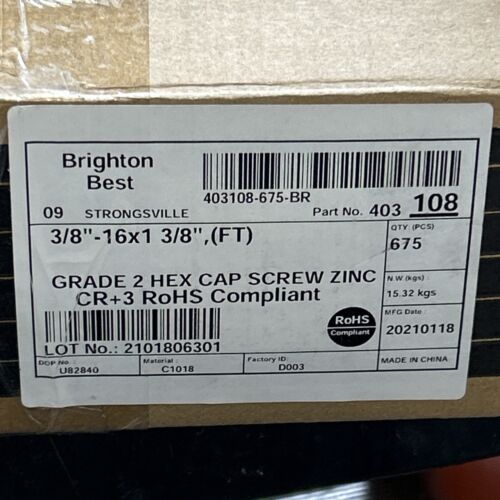 Brighton
Best
403108-675-BR
09 STRONGSVILLE
Part No. 403 108
3/8"-16x1 3/8",(FT)
QTY (PCS)
675
GRADE 2 HEX CAP SCREW ZINC
CR+3 RoHS Compliant
N.W.(kgs) :
15.32 kgs
RoHS
Compliant
MFG Date :
20210118
LOT No.: 2101806301
DOP No. :
U82840
Material :
C1018
Factory ID :
D003
MADE IN CHINA